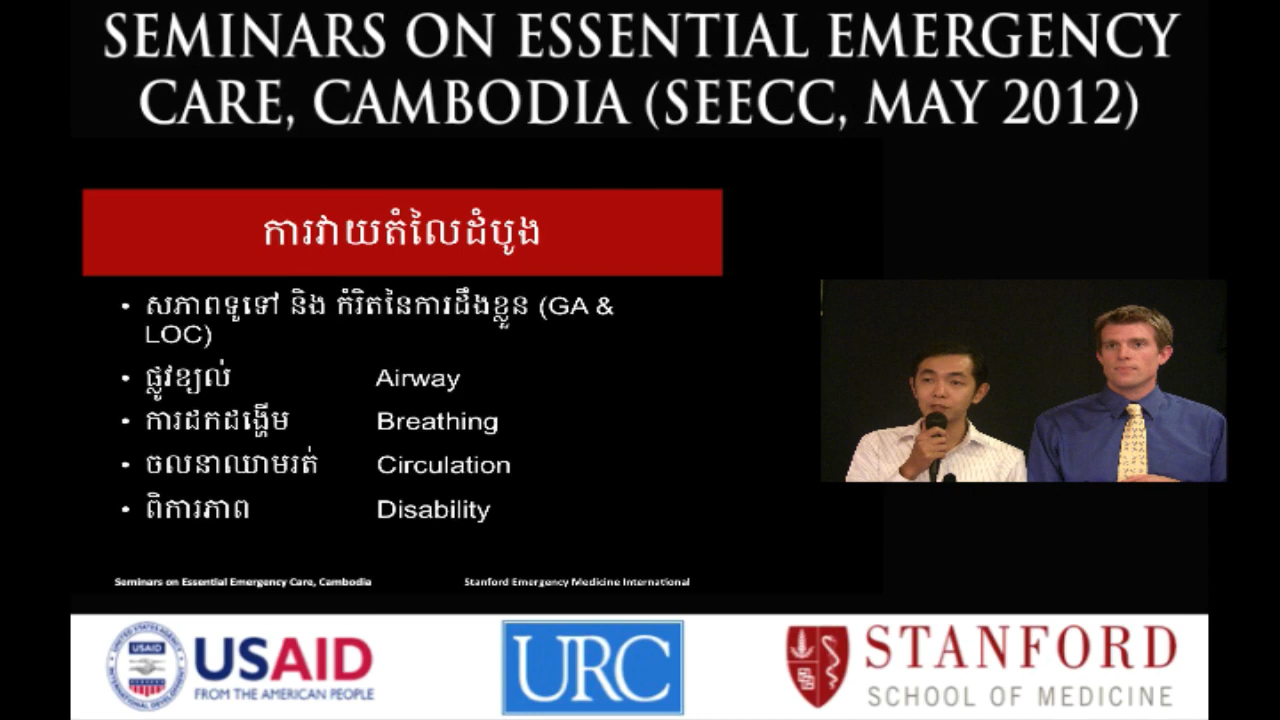 SEMINARS ON ESSENTIAL EMERGENCY
CARE, CAMBODIA (SEECC, MAY 2012)
ការវាយតំលៃដំបូង
• សភាពទូទៅ និង កំរិតនៃការដឹងខ្លួន (GA &
LOC)
• ផ្លូវខ្យល់ Airway
• ការដកដង្ហើម Breathing
• ចលនាឈាមរត់ Circulation
• ពិការភាព Disability
Seminars on Essential Emergency Care, Cambodia Stanford Emergency Medicine International
USAID
USAID
FROM THE AMERICAN PEOPLE
URC
STANFORD
SCHOOL OF MEDICINE